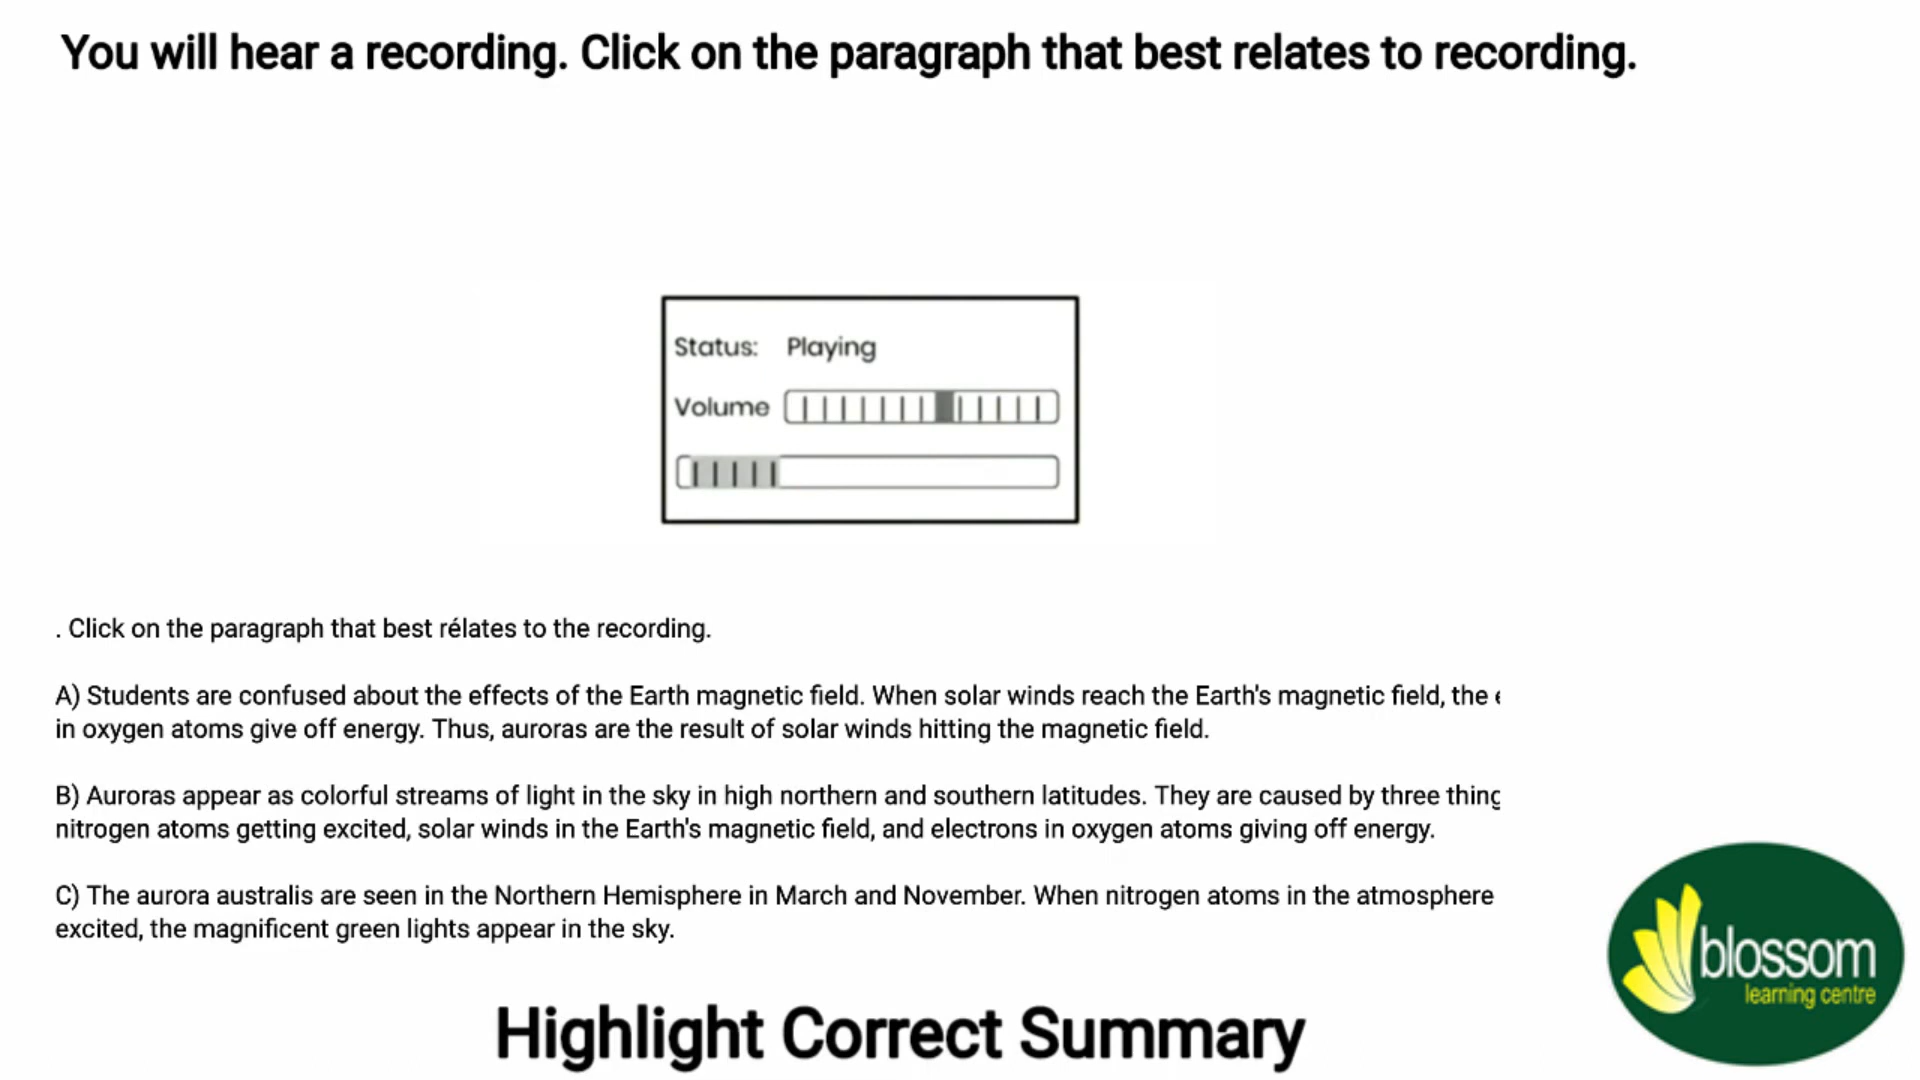 You will hear a recording. Click on the paragraph that best relates to recording.
Status: Playing
Volume
. Click on the paragraph that best rélates to the recording.
A) Students are confused about the effects of the Earth magnetic field. When solar winds reach the Earth's magnetic field, the
in oxygen atoms give off energy. Thus, auroras are the result of solar winds hitting the magnetic field.
B) Auroras appear as colorful streams of light in the sky in high northern and southern latitudes. They are caused by three
nitrogen atoms getting excited, solar winds in the Earth's magnetic field, and electrons in oxygen atoms giving off energy.
C) The aurora australis are seen in the Northern Hemisphere in March and November. When nitrogen atoms in the atmosphere
excited, the magnificent green lights appear in the sky.
blossom
learning centre
Highlight Correct Summary